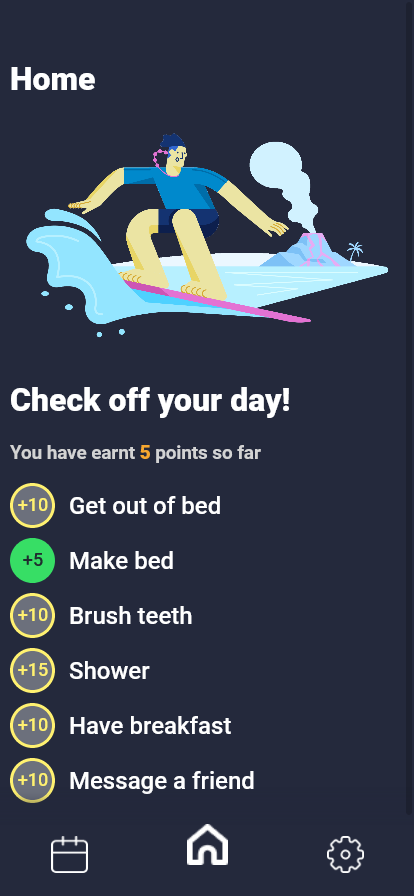 Home
Check off your day!
You have earnt 5 points so far
+10 Get out of bed
+5 Make bed
+10 Brush teeth
+15 Shower
+10 Have breakfast
+10 Message a friend